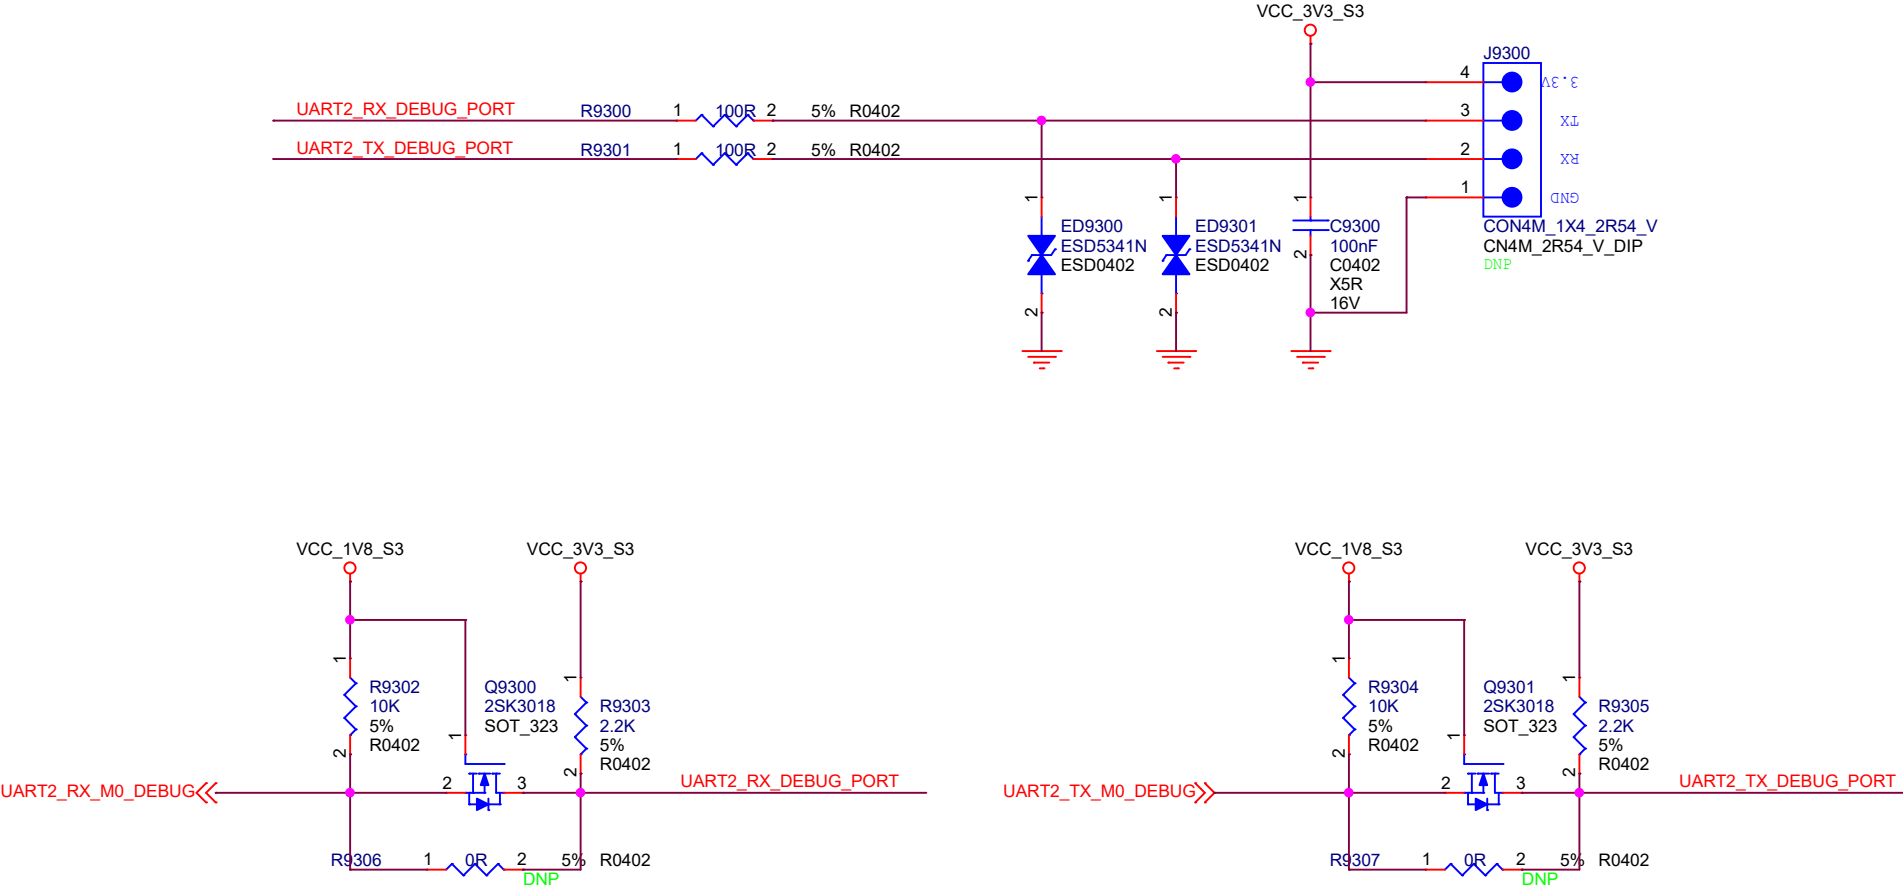 VCC_3V3_S3
J9300
4 3.3V
UART2_RX_DEBUG_PORT R9300 1 100R 2 5% R0402 3 TX
UART2_TX_DEBUG_PORT R9301 1 100R 2 5% R0402 2 RX
1 1 1 1 GND
ED9300 ED9301 C9300 CON4M_1X4_2R54_V
ESD5341N ESD5341N 100nF CN4M_2R54_V_DIP
ESD0402 ESD0402 2 C0402 DNP
X5R
2 2 16V
VCC_1V8_S3 VCC_3V3_S3 VCC_1V8_S3 VCC_3V3_S3
1 1 1 1
R9302 Q9300 R9304 Q9301
10K 2SK3018 R9303 10K 2SK3018 R9305
5% SOT_323 2.2K 5% SOT_323 2.2K
2 R0402 1 5% 2 R0402 1 5%
2 R0402 2 R0402
UART2_RX_M0_DEBUG 2 3 UART2_RX_DEBUG_PORT UART2_TX_M0_DEBUG 2 3 UART2_TX_DEBUG_PORT
R9306 1 0R 2 5% R0402 R9307 1 0R 2 5% R0402
DNP DNP